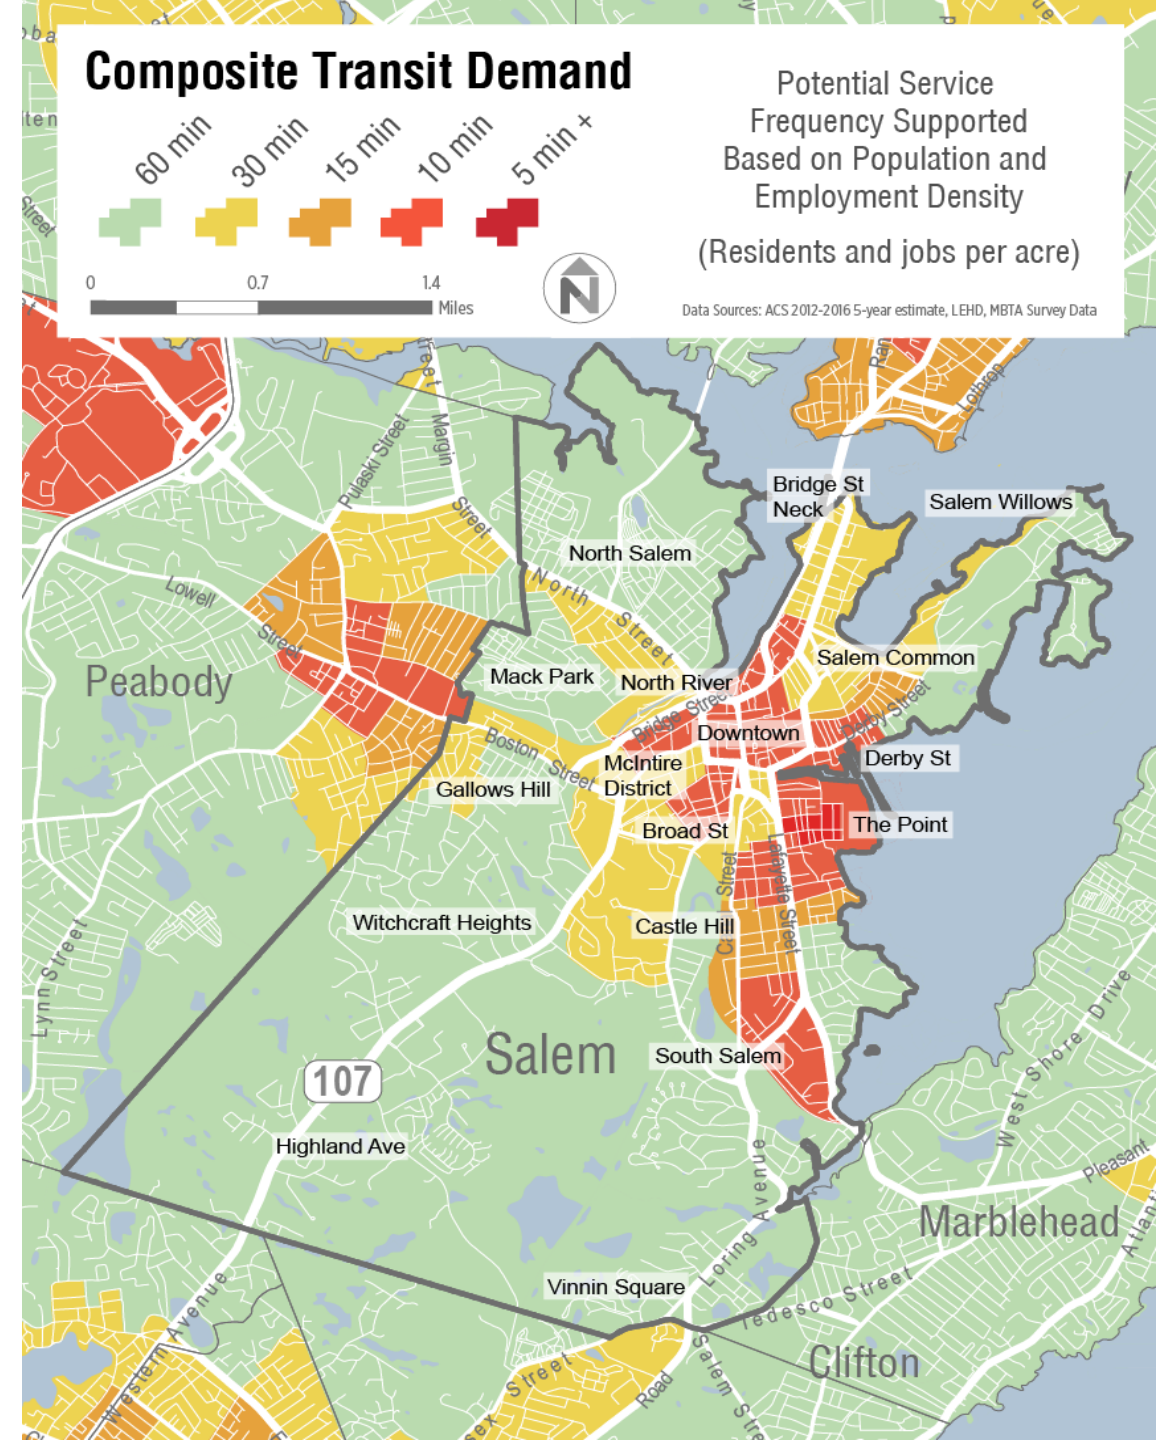 Composite Transit Demand
60 min
30 min
15 min
10 min
5 min +
0
0.7
1.4
Miles
N
Potential Service
Frequency Supported
Based on Population and
Employment Density
(Residents and jobs per acre)
Data Sources: ACS 2012-2016 5-year estimate, LEHD, MBTA Survey Data
Street
Lothrop
Margin
Street
Pulaski Street
Bridge St
Neck
Salem Willows
North Salem
North
Street
Lowell
Street
Peabody
Mack Park
North River
Salem Common
Derby Street
Bridge Street
Downtown
Boston
Street
McIntire
District
Derby St
Gallows Hill
Broad St
The Point
Lafayette Street
Street
Witchcraft Heights
Castle Hill
Lynn Street
Salem
South Salem
107
Highland Ave
West Shore Drive
Pleasant
Marblehead
Loring Avenue
Vinnin Square
Tedesco Street
Clifton
Western Avenue
Street
Road
Salem